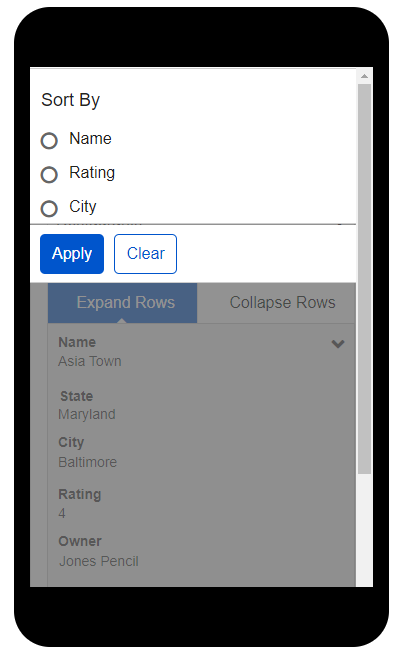 Sort By
Name
Rating
City
Apply Clear
Expand Rows Collapse Rows
Name
Asia Town
State
Maryland
City
Baltimore
Rating
4
Owner
Jones Pencil